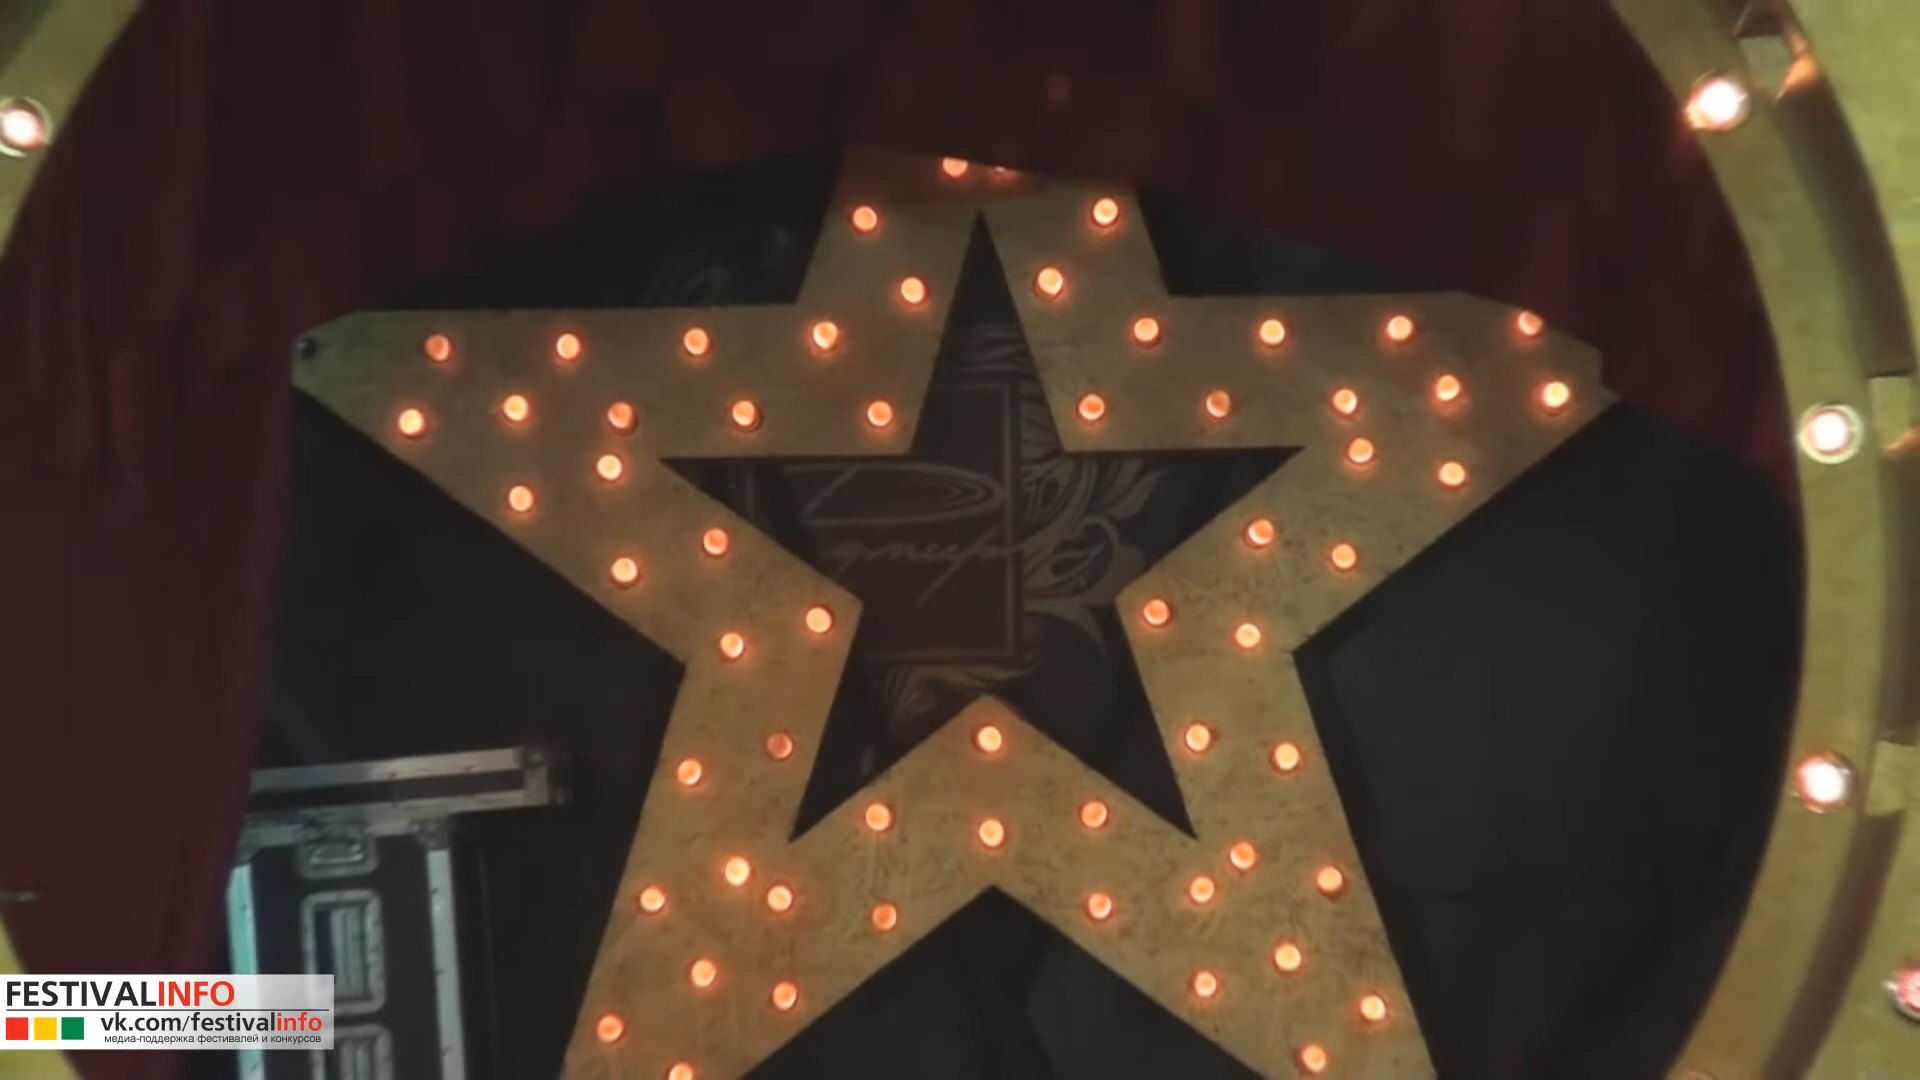 FESTIVALINFO
vk.com/festivalinfo
медиа-поддержка фестивалей и конкурсов